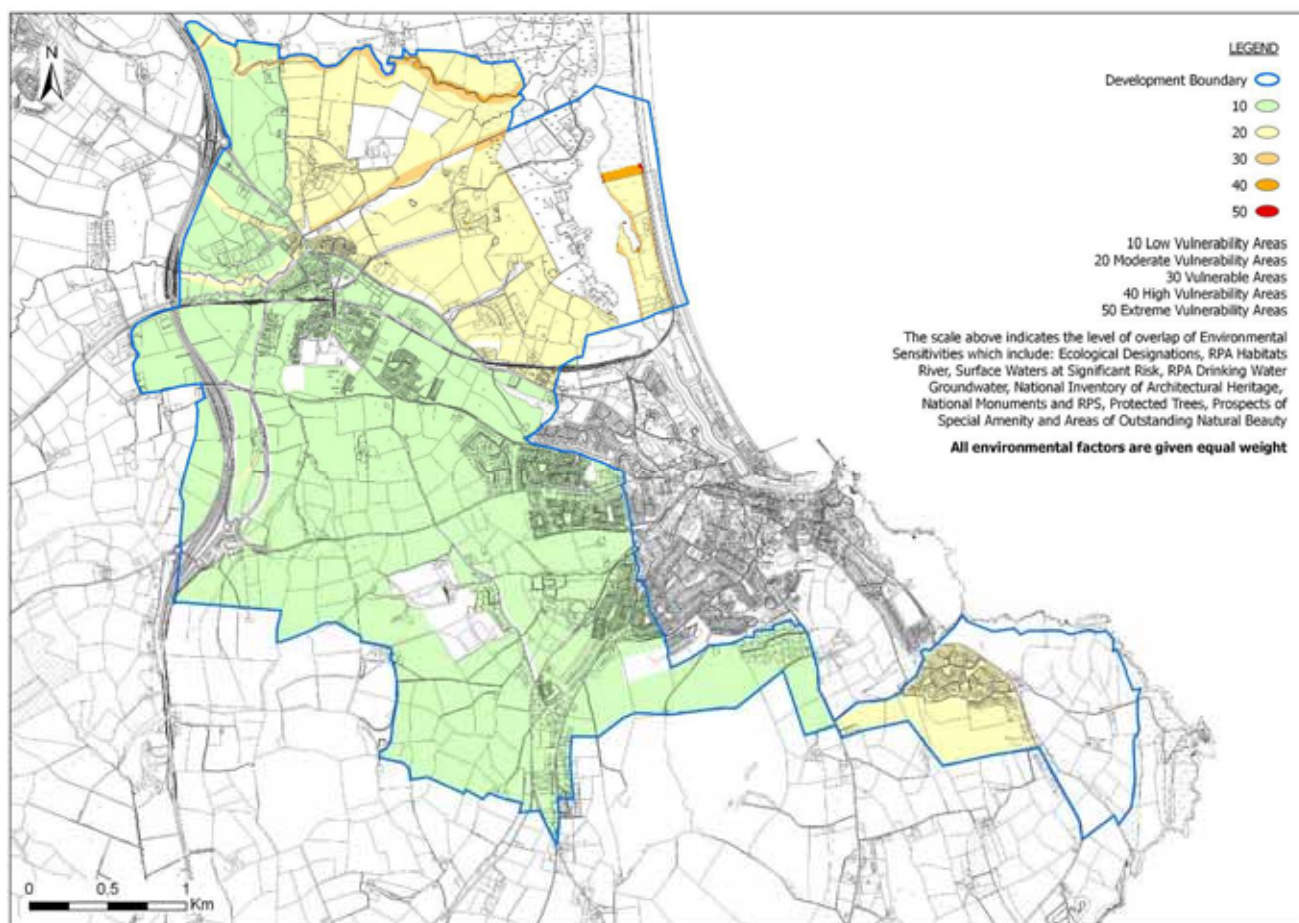 N
LEGEND
Development Boundary
10
20
30
40
50
10 Low Vulnerability Areas
20 Moderate Vulnerability Areas
30 Vulnerable Areas
40 High Vulnerability Areas
50 Extreme Vulnerability Areas
The scale above indicates the level of overlap of Environmental
Sensitivities which include: Ecological Designations, RPA Habitats
River, Surface Waters at Significant Risk, RPA Drinking Water
Groundwater, National Inventory of Architectural Heritage,
National Monuments and RPS, Protected Trees, Prospects of
Special Amenity and Areas of Outstanding Natural Beauty
All environmental factors are given equal weight
0 0.5 1
Km